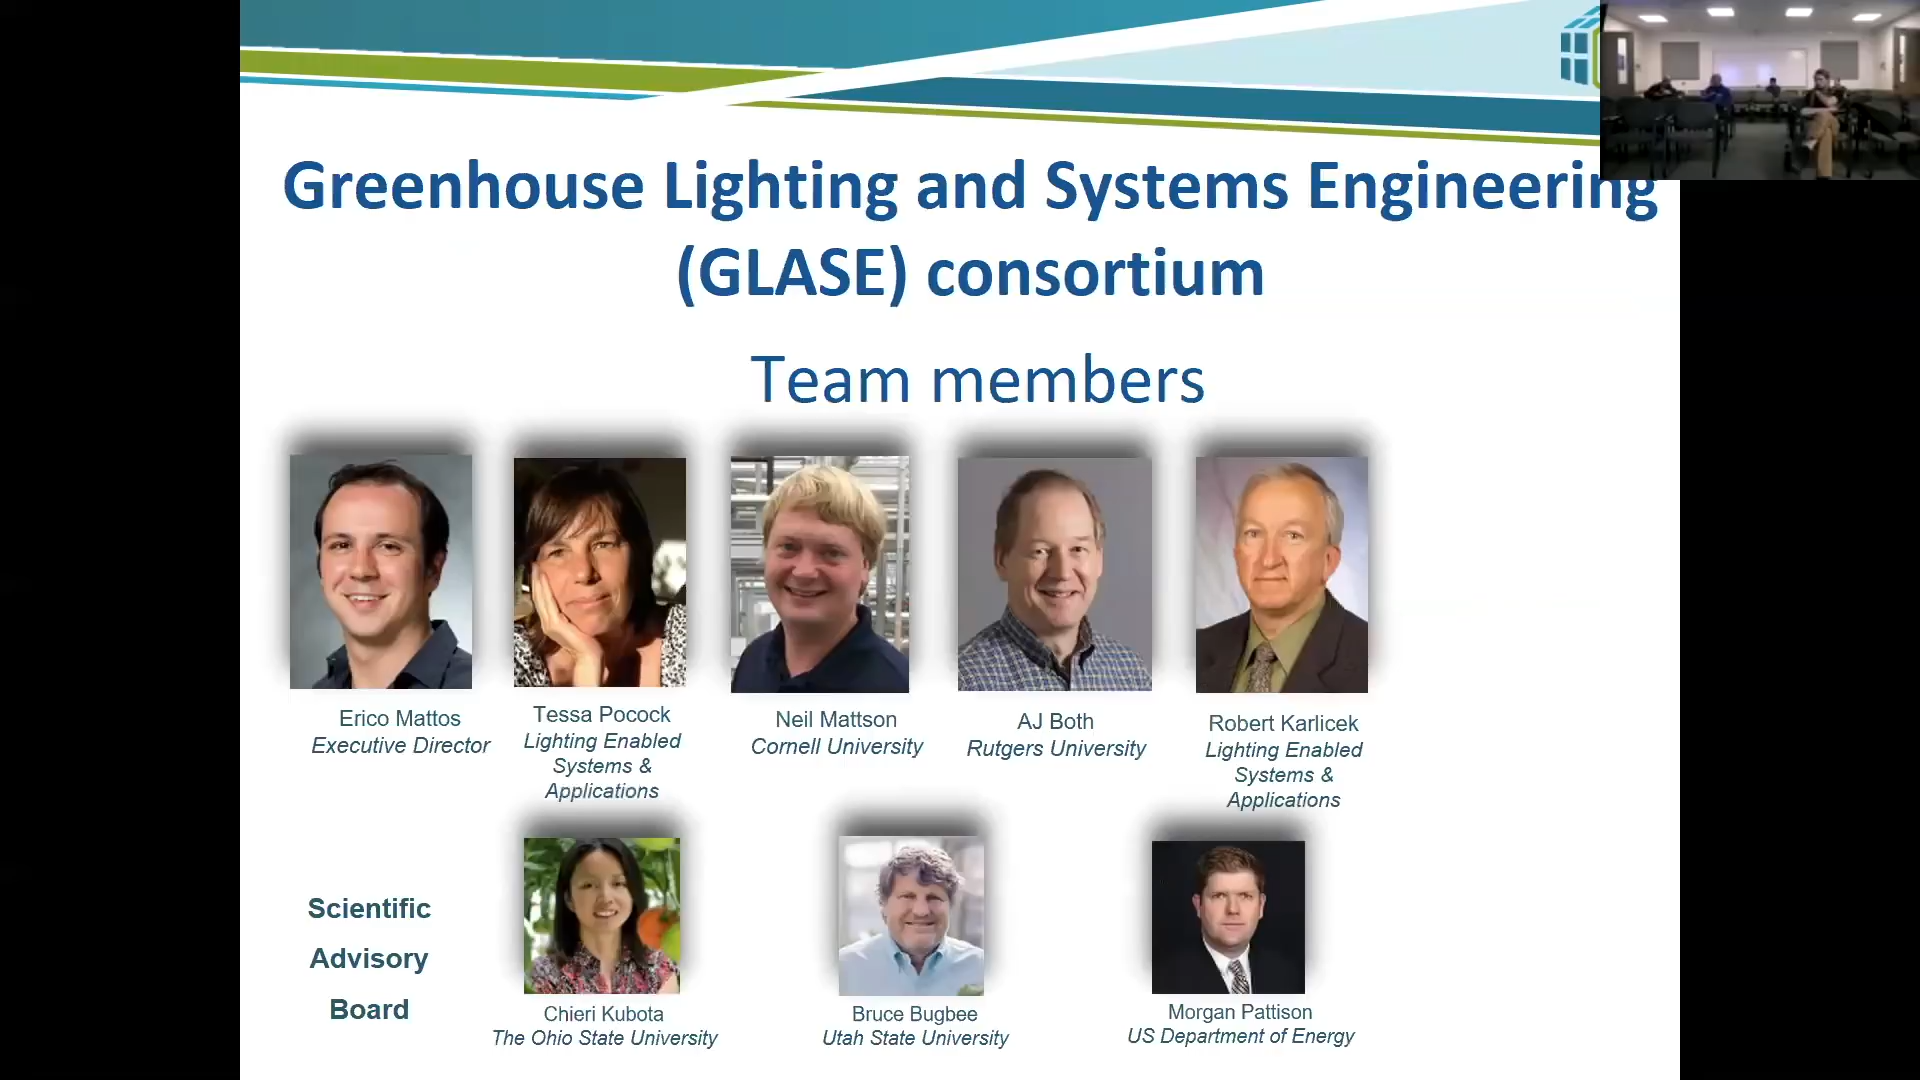 Greenhouse Lighting and Systems Engineering
(GLASE) consortium
Team members
Erico Mattos
Executive Director
Tessa Pocock
Lighting Enabled
Systems &
Applications
Neil Mattson
Cornell University
AJ Both
Rutgers University
Robert Karlicek
Lighting Enabled
Systems &
Applications
Scientific
Advisory
Board
Chieri Kubota
The Ohio State University
Bruce Bugbee
Utah State University
Morgan Pattison
US Department of Energy